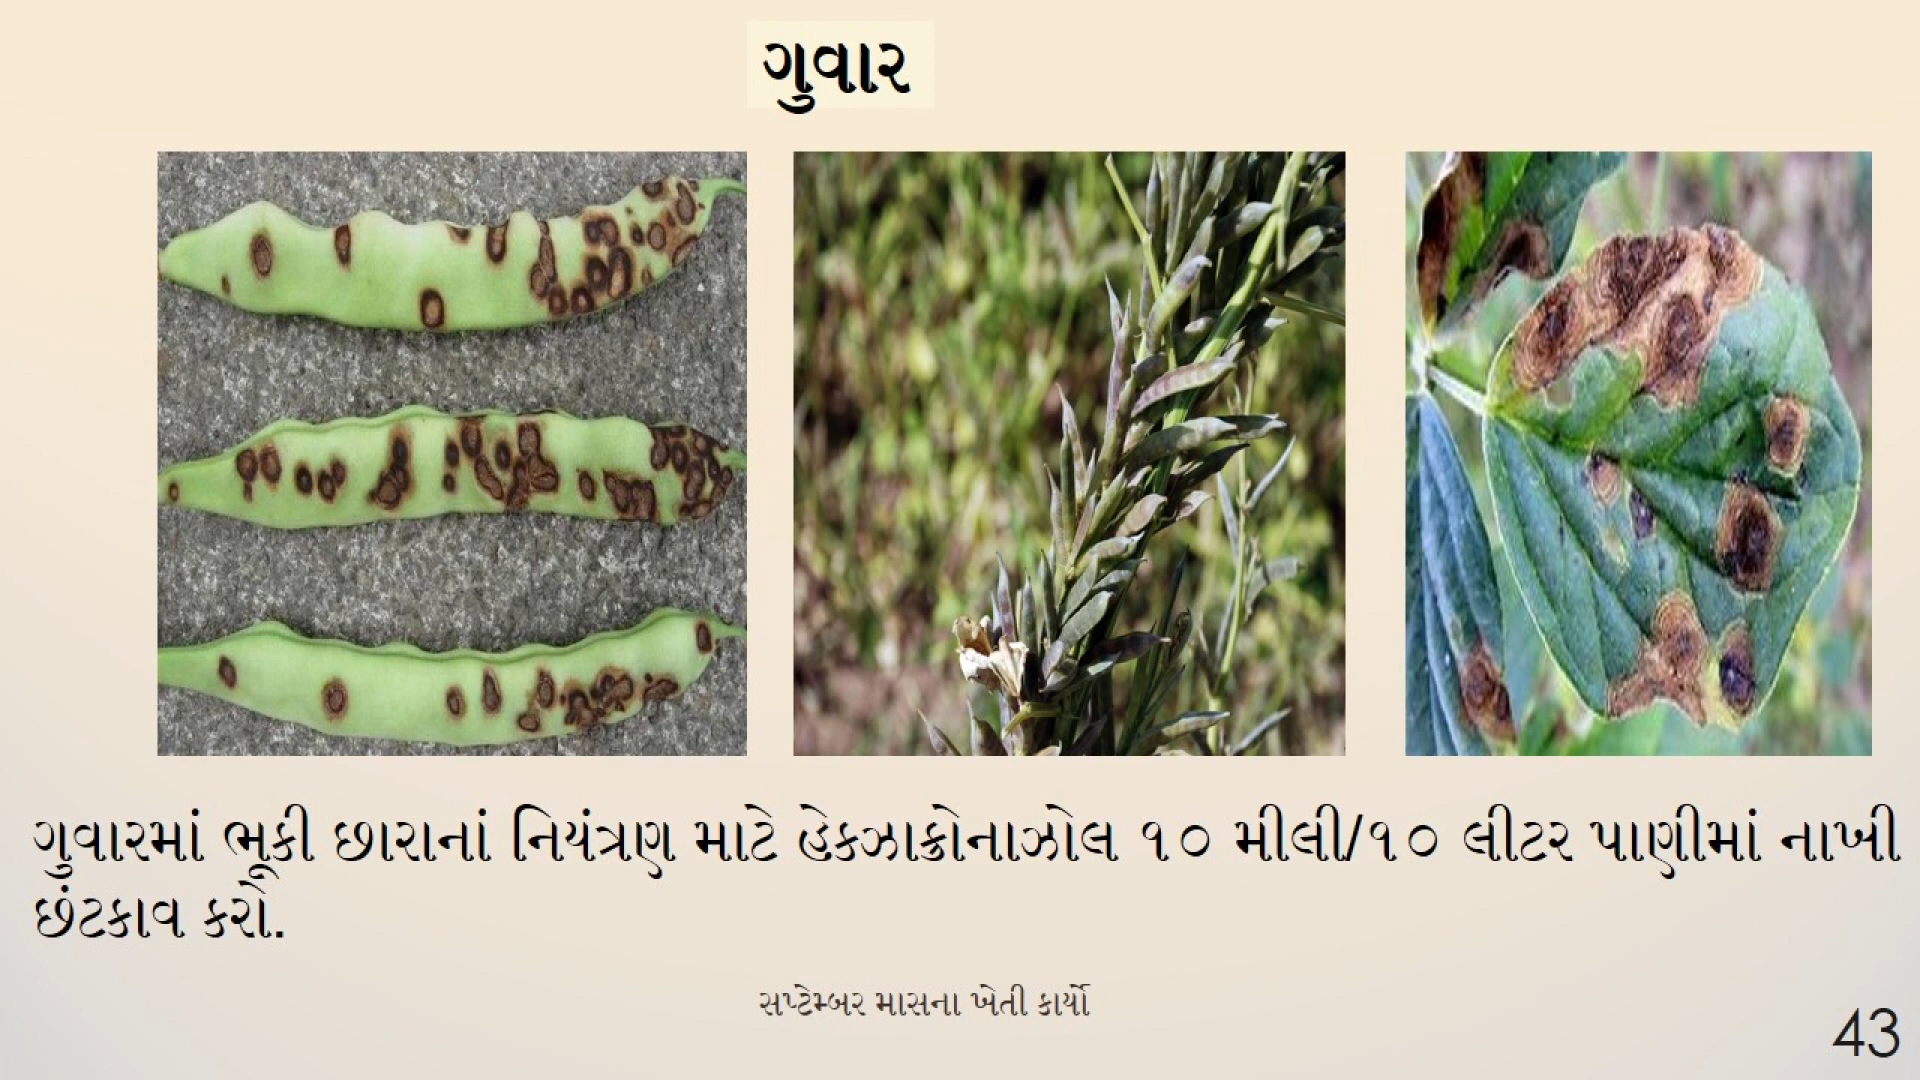 ગુવાર
ગુવારમાં ભૂકી છારાનાં નિયંત્રણ માટે હેકઝાક્રોનાઝોલ ૧૦ મીલી/૧૦ લીટર પાણીમાં નાખી
છંટકાવ કરો.
સપ્ટેમ્બર માસના ખેતી કાર્યો
43